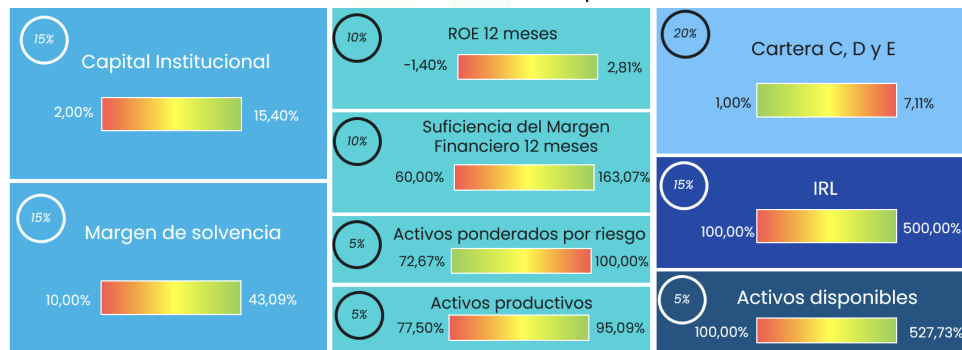 15%
Capital Institucional
2,00%
15,40%
15%
Margen de solvencia
10,00%
43,09%
10%
ROE 12 meses
-1,40%
2,81%
10%
Suficiencia del Margen
Financiero 12 meses
60,00%
163,07%
5%
Activos ponderados por riesgo
72,67%
100,00%
5%
Activos productivos
77,50%
95,09%
20%
Cartera C, D y E
1,00%
7,11%
15%
IRL
100,00%
500,00%
5%
Activos disponibles
100,00%
527,73%